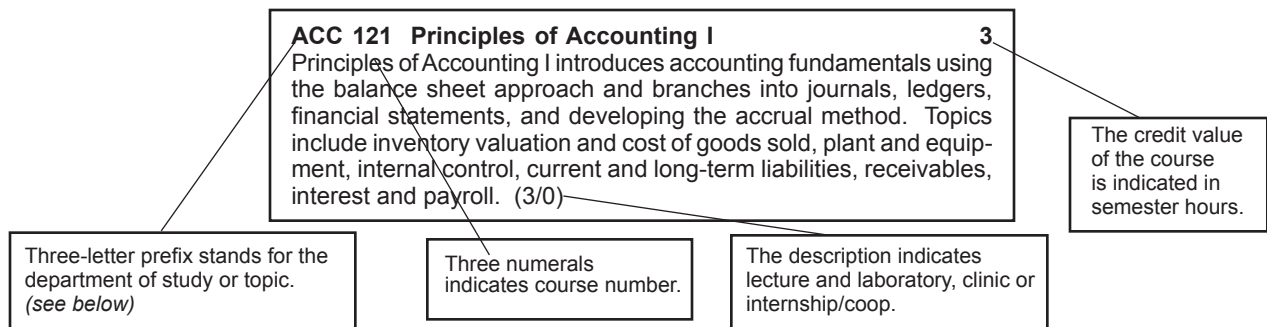 ACC 121 Principles of Accounting I 3
Principles of Accounting I introduces accounting fundamentals using
the balance sheet approach and branches into journals, ledgers,
financial statements, and developing the accrual method. Topics
include inventory valuation and cost of goods sold, plant and equip-
ment, internal control, current and long-term liabilities, receivables,
interest and payroll. (3/0)
The credit value
of the course
is indicated in
semester hours.
Three-letter prefix stands for the
department of study or topic.
(see below)
Three numerals
indicates course number.
The description indicates
lecture and laboratory, clinic or
internship/coop.